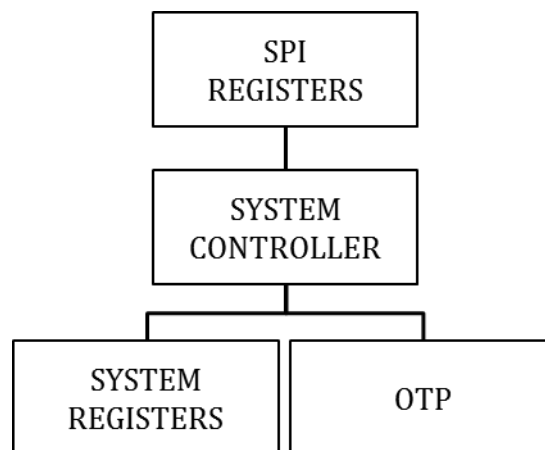 SPI
REGISTERS
SYSTEM
CONTROLLER
SYSTEM
REGISTERS
OTP